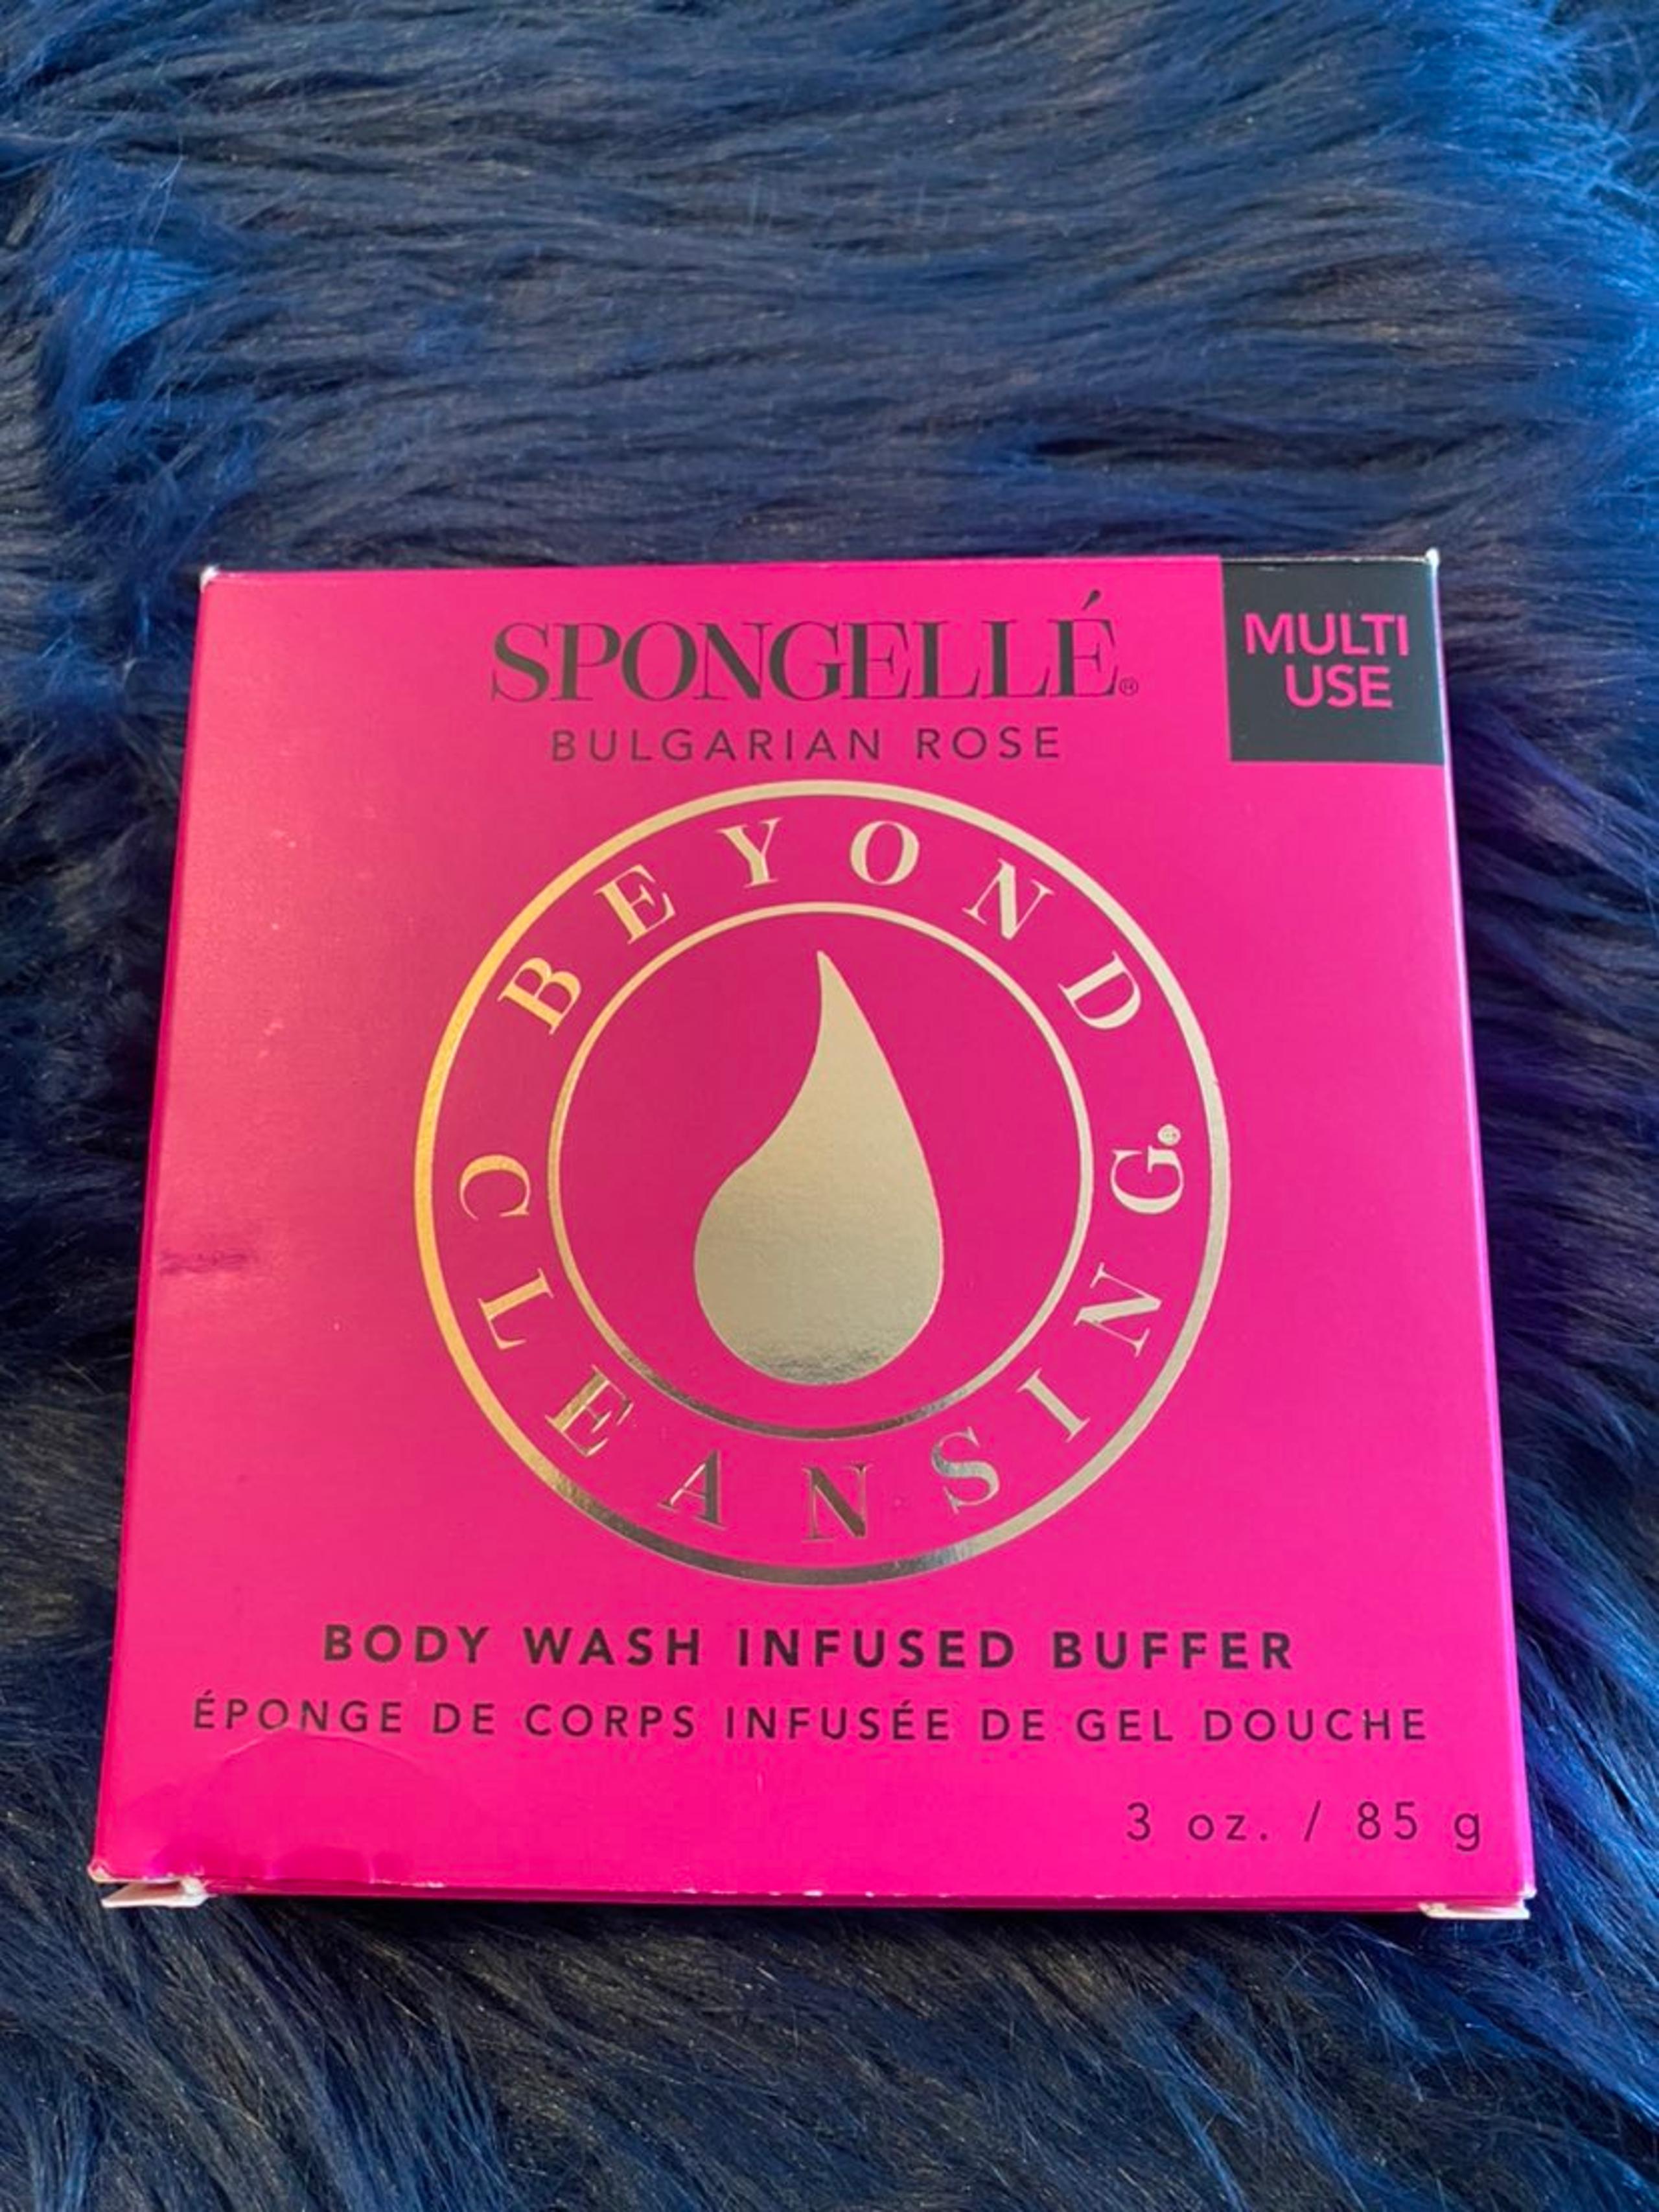 SPONGELLÉ®
BULGARIAN ROSE
MULTI
USE
BEYOND
CLEANSING®
BODY WASH INFUSED BUFFER
ÉPONGE DE CORPS INFUSÉE DE GEL DOUCHE
3 oz. / 85 g